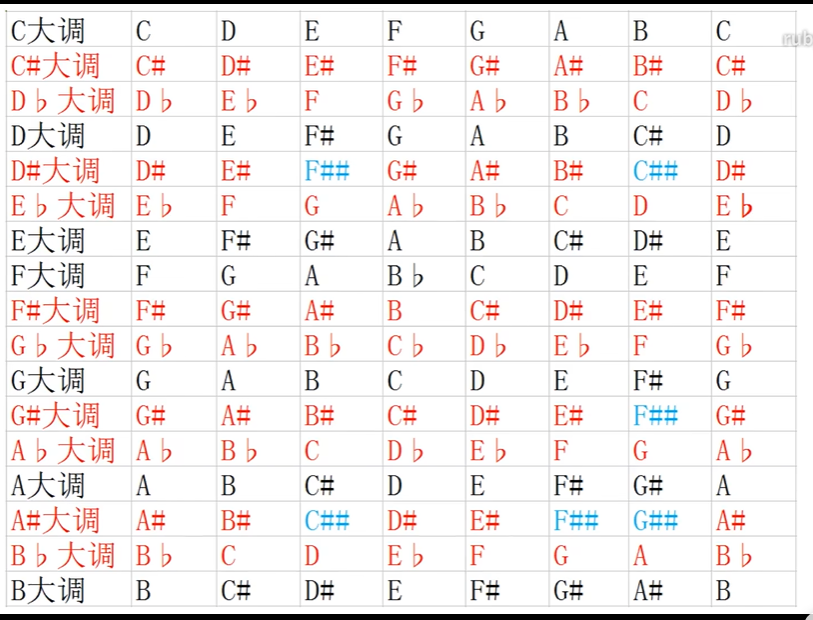 C大调 C D E F G A B C
C#大调 C# D# E# F# G# A# B# C#
D♭大调 D♭ E♭ F G♭ A♭ B♭ C D♭
D大调 D E F# G A B C# D
D#大调 D# E# F## G# A# B# C## D#
E♭大调 E♭ F G A♭ B♭ C D E♭
E大调 E F# G# A B C# D# E
F大调 F G A B♭ C D E F
F#大调 F# G# A# B C# D# E# F#
G♭大调 G♭ A♭ B♭ C♭ D♭ E♭ F G♭
G大调 G A B C D E F# G
G#大调 G# A# B# C# D# E# F## G#
A♭大调 A♭ B♭ C D♭ E♭ F G A♭
A大调 A B C# D E F# G# A
A#大调 A# B# C## D# E# F## G## A#
B♭大调 B♭ C D E♭ F G A B♭
B大调 B C# D# E F# G# A# B